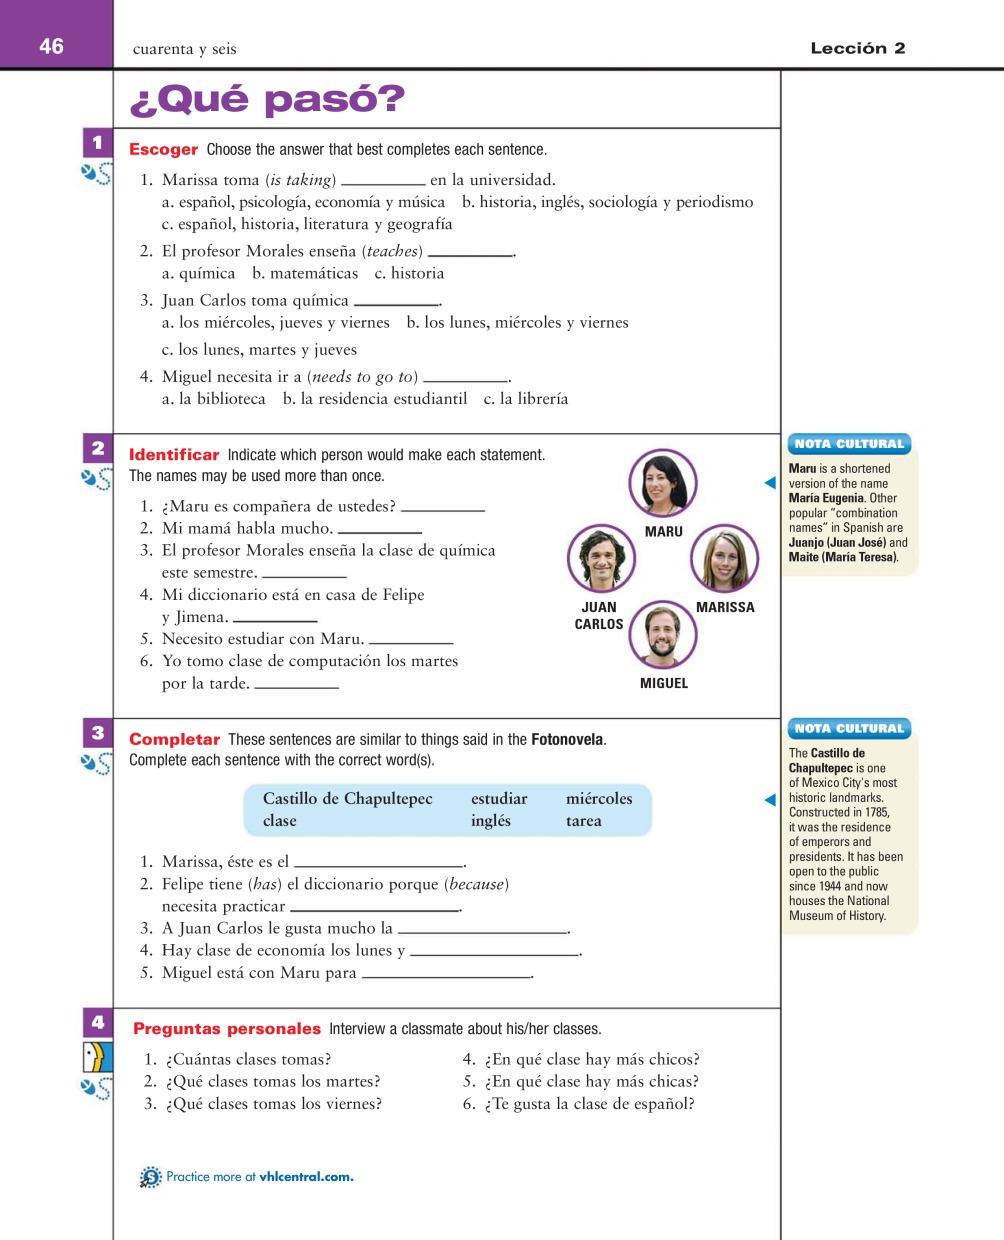 46
cuarenta y seis
Lección 2
¿Qué pasó?
1
Escoger Choose the answer that best completes each sentence.
1. Marissa toma (is taking) __________ en la universidad.
a. español, psicología, economía y música b. historia, inglés, sociología y periodismo
c. español, historia, literatura y geografía
2. El profesor Morales enseña (teaches) __________.
a. química b. matemáticas c. historia
3. Juan Carlos toma química __________.
a. los miércoles, jueves y viernes b. los lunes, miércoles y viernes
c. los lunes, martes y jueves
4. Miguel necesita ir a (needs to go to) __________.
a. la biblioteca b. la residencia estudiantil c. la librería
2
Identificar Indicate which person would make each statement.
The names may be used more than once.
1. ¿Maru es compañera de ustedes? __________
2. Mi mamá habla mucho. __________
3. El profesor Morales enseña la clase de química
este semestre. __________
4. Mi diccionario está en casa de Felipe
y Jimena. __________
5. Necesito estudiar con Maru. __________
6. Yo tomo clase de computación los martes
por la tarde. __________
MARU
JUAN
CARLOS
MARISSA
MIGUEL
NOTA CULTURAL
Maru is a shortened
version of the name
María Eugenia. Other
popular “combination
names” in Spanish are
Juanjo (Juan José) and
Maite (María Teresa).
3
Completar These sentences are similar to things said in the Fotonovela.
Complete each sentence with the correct word(s).
Castillo de Chapultepec estudiar miércoles
clase inglés tarea
1. Marissa, éste es el ____________________.
2. Felipe tiene (has) el diccionario porque (because)
necesita practicar ____________________.
3. A Juan Carlos le gusta mucho la ____________________.
4. Hay clase de economía los lunes y ____________________.
5. Miguel está con Maru para ____________________.
NOTA CULTURAL
The Castillo de
Chapultepec is one
of Mexico City's most
historic landmarks.
Constructed in 1785,
it was the residence
of emperors and
presidents. It has been
open to the public
since 1944 and now
houses the National
Museum of History.
4
Preguntas personales Interview a classmate about his/her classes.
1. ¿Cuántas clases tomas?
2. ¿Qué clases tomas los martes?
3. ¿Qué clases tomas los viernes?
4. ¿En qué clase hay más chicos?
5. ¿En qué clase hay más chicas?
6. ¿Te gusta la clase de español?
Practice more at vhlcentral.com.